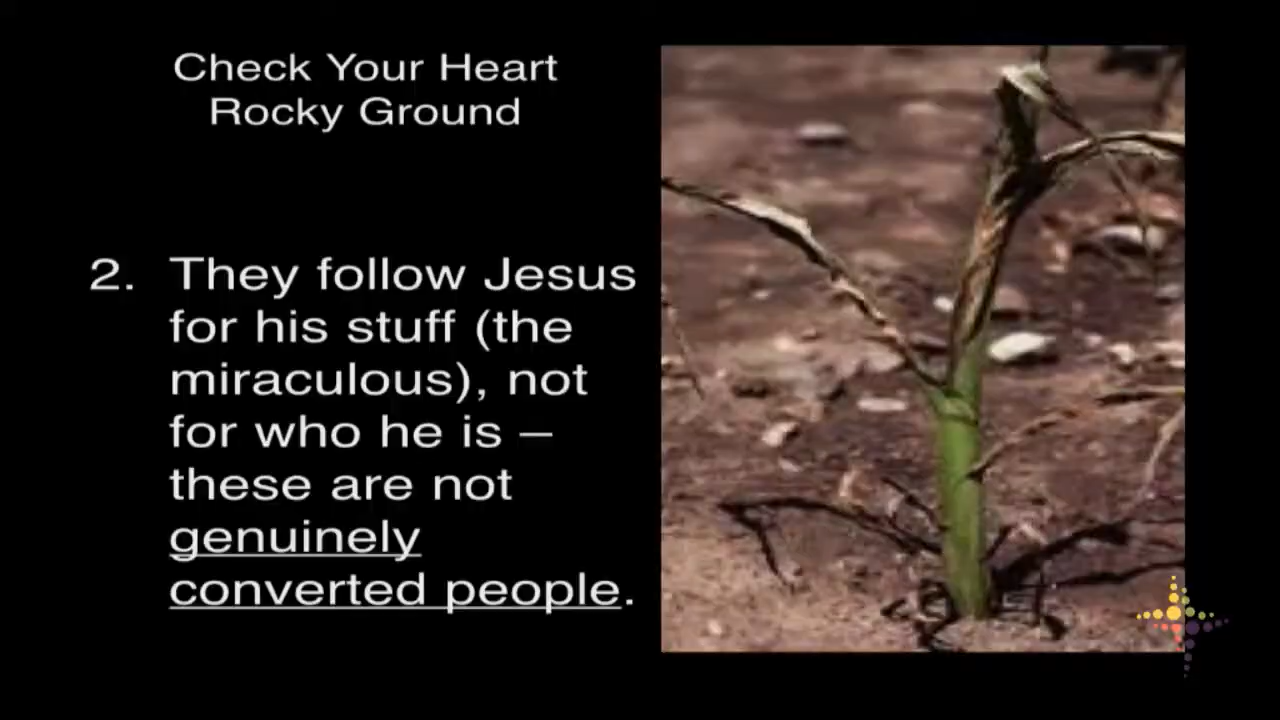 Check Your Heart
Rocky Ground
2. They follow Jesus
for his stuff (the
miraculous), not
for who he is –
these are not
genuinely
converted people.